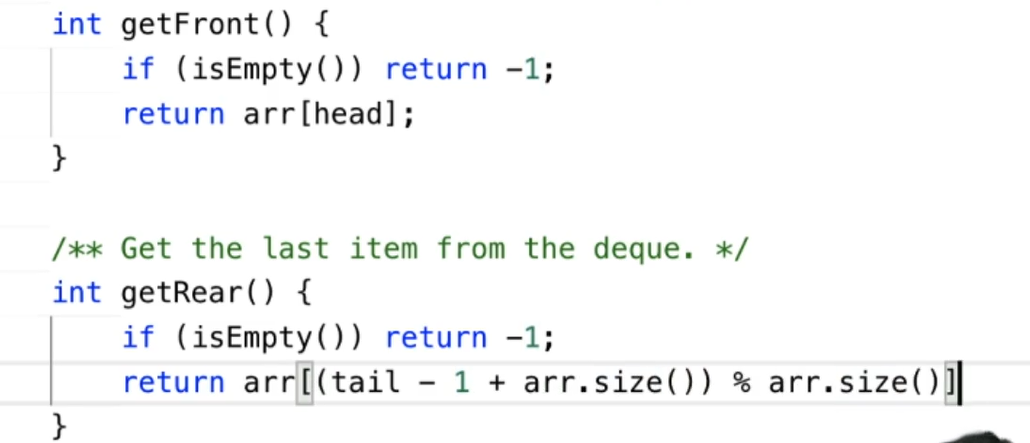 int getFront() {
    if (isEmpty()) return -1;
    return arr[head];
}

/** Get the last item from the deque. */
int getRear() {
    if (isEmpty()) return -1;
    return arr[(tail - 1 + arr.size()) % arr.size()]
}